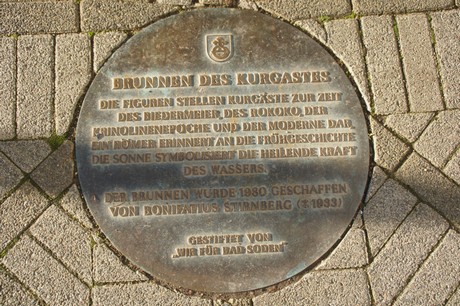 BRUNNEN DES KURGASTES
DIE FIGUREN STELLEN KURGÄSTE ZUR ZEIT
DES BIEDERMEIER, DES ROKOKO, DER
KRINOLINENEPOCHE UND DER MODERNE DAR.
EIN BÜMER ERINNERT AN DIE FRÜHGESCHICHTE
DIE SONNE SYMBOLISIERT DIE HEILENDE KRAFT
DES WASSERS.
DER BRUNNEN WURDE 1980 GESCHAFFEN
VON BONIFATIUS STIRNBERG (*1933)
GESTIFTET VON
„WIR FÜR BAD SODEN"